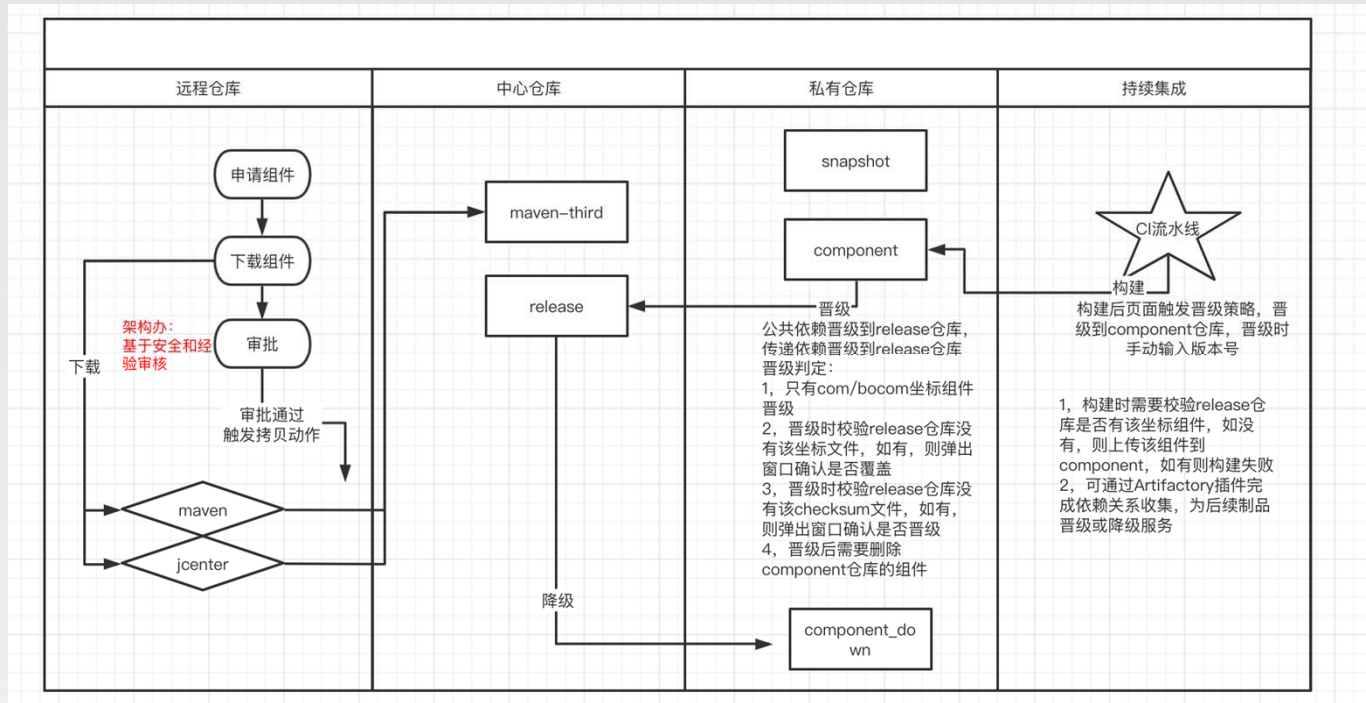 远程仓库
中心仓库
私有仓库
持续集成
申请组件
下载组件
架构办：
基于安全和经
验审核
审批
下载
审批通过
触发拷贝动作
maven
jcenter
maven-third
release
降级
snapshot
component
晋级
公共依赖晋级到release仓库，
传递依赖晋级到release仓库
晋级判定：
1，只有com/bocom坐标组件
晋级
2，晋级时校验release仓库没
有该坐标文件，如有，则弹出
窗口确认是否覆盖
3，晋级时校验release仓库没
有该checksum文件，如有，
则弹出窗口确认是否晋级
4，晋级后需要删除
component仓库的组件
component_do
wn
CI流水线
构建
构建后页面触发晋级策略，晋
级到component仓库，晋级时
手动输入版本号
1，构建时需要校验release仓
库是否有该坐标组件，如没
有，则上传该组件到
component，如有则构建失败
2，可通过Artifactory插件完
成依赖关系收集，为后续制品
晋级或降级服务